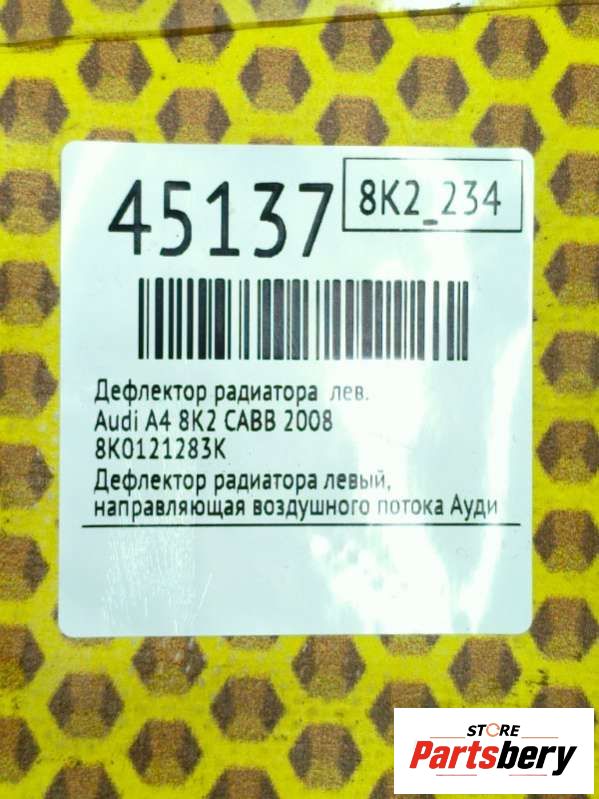 45137
8K2_234
Дефлектор радиатора лев.
Audi A4 8K2 CABB 2008
8K0121283K
Дефлектор радиатора левый,
направляющая воздушного потока Ауди
STORE
Partsbery